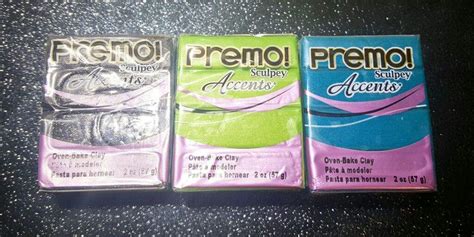 Premo!
Sculpey
Accents
Oven-Bake Clay
Pâte à modeler
Pasta para hornear 2 oz (57 g)
Premo!
Sculpey
Accents
Oven-Bake Clay
Pâte à modeler
Pasta para hornear 2 oz (57 g)
Premo!
Sculpey
Accents
Oven-Bake Clay
Pâte à modeler
Pasta para hornear 2 oz (57 g)